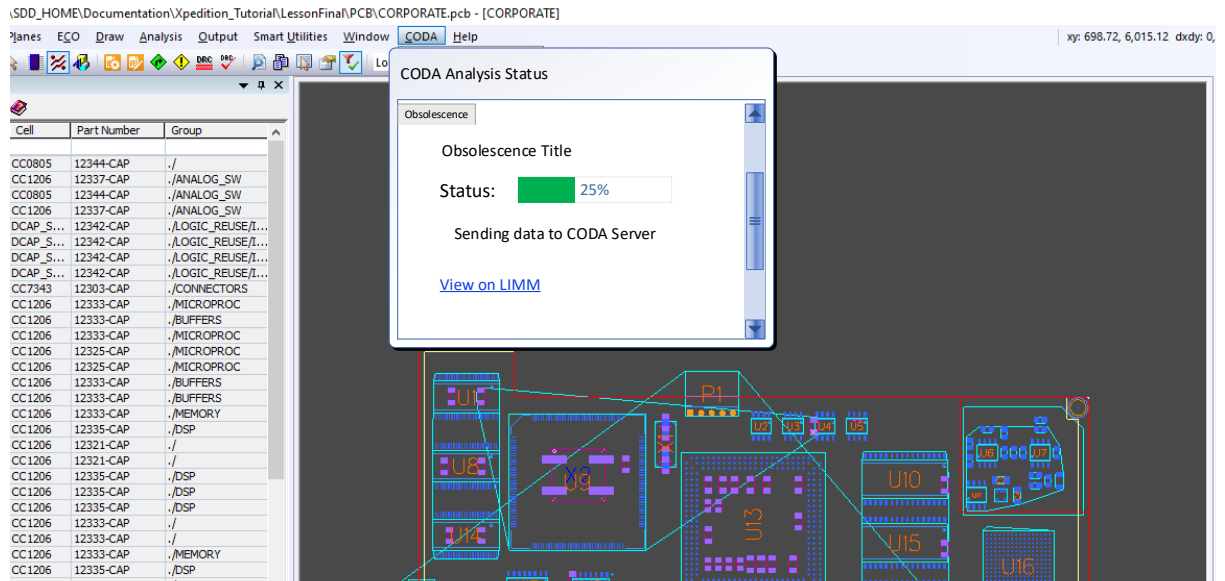 \SDD_HOME\Documentation\Xpedition_Tutorial\LessonFinal\PCB\CORPORATE.pcb - [CORPORATE]
Planes ECO Draw Analysis Output Smart Utilities Window CODA Help
xy: 698.72, 6,015.12 dxdy: 0,
DRC DRC Lo
CODA Analysis Status
Obsolescence
Obsolescence Title
Status: 25%
Sending data to CODA Server
View on LIMM
Cell Part Number Group
CC0805 12344-CAP ./
CC1206 12337-CAP ./ANALOG_SW
CC0805 12344-CAP ./ANALOG_SW
CC1206 12337-CAP ./ANALOG_SW
DCAP_S... 12342-CAP ./LOGIC_REUSE/I...
DCAP_S... 12342-CAP ./LOGIC_REUSE/I...
DCAP_S... 12342-CAP ./LOGIC_REUSE/I...
DCAP_S... 12342-CAP ./LOGIC_REUSE/I...
CC7343 12303-CAP ./CONNECTORS
CC1206 12333-CAP ./MICROPROC
CC1206 12333-CAP ./BUFFERS
CC1206 12333-CAP ./MICROPROC
CC1206 12325-CAP ./MICROPROC
CC1206 12325-CAP ./MICROPROC
CC1206 12333-CAP ./BUFFERS
CC1206 12333-CAP ./BUFFERS
CC1206 12333-CAP ./MEMORY
CC1206 12335-CAP ./DSP
CC1206 12321-CAP ./
CC1206 12321-CAP ./
CC1206 12335-CAP ./DSP
CC1206 12335-CAP ./DSP
CC1206 12335-CAP ./DSP
CC1206 12333-CAP ./
CC1206 12333-CAP ./
CC1206 12333-CAP ./MEMORY
CC1206 12335-CAP ./DSP
U1 P1
U2 U3 U4 U5
U6 U7
U8 X2 U10
U13
U14 U15
U16